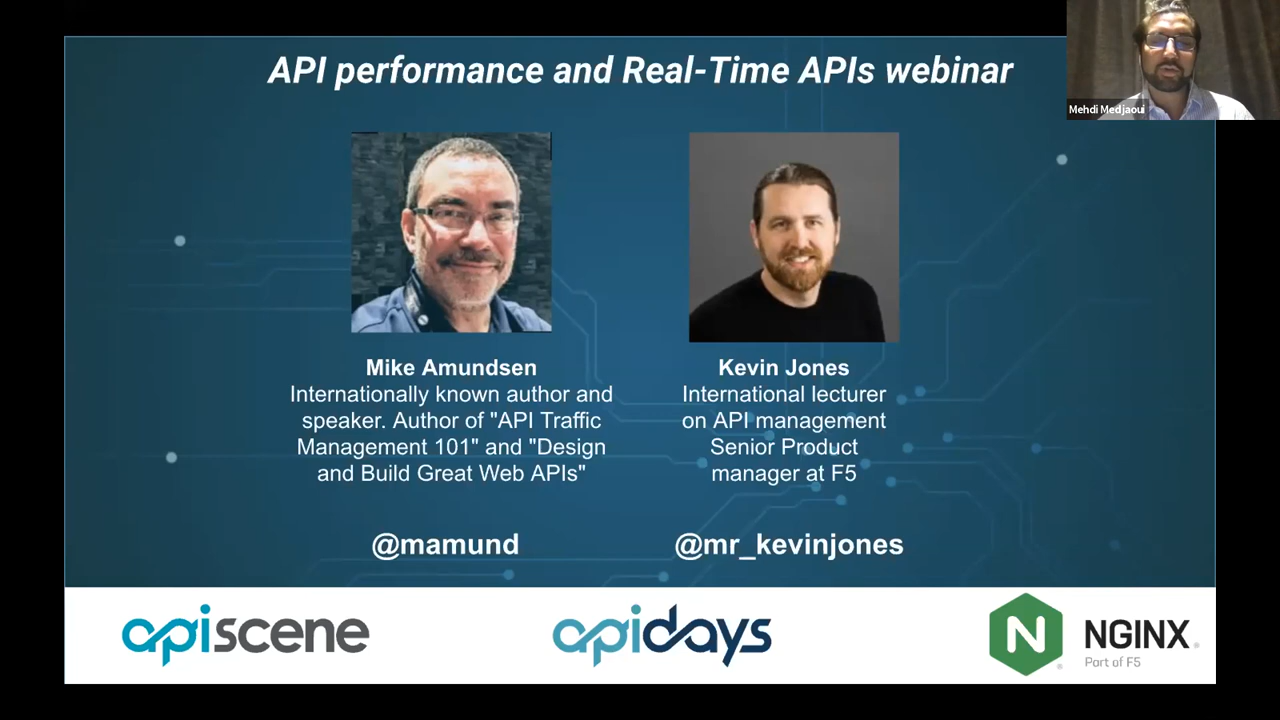 API performance and Real-Time APIs webinar
Mehdi Medjaoui
Mike Amundsen
Internationally known author and
speaker. Author of "API Traffic
Management 101" and "Design
and Build Great Web APIs"
@mamund
Kevin Jones
International lecturer
on API management
Senior Product
manager at F5
@mr_kevinjones
apiscene
apidays
N
NGINX
Part of F5